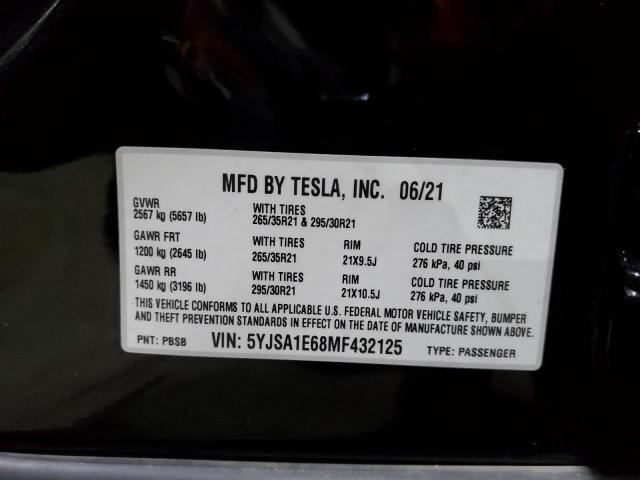 MFD BY TESLA, INC. 06/21
GVWR
2567 kg (5657 lb)
WITH TIRES
265/35R21 & 295/30R21
GAWR FRT
1200 kg (2645 lb)
WITH TIRES
265/35R21
RIM
21X9.5J
COLD TIRE PRESSURE
276 kPa, 40 psi
GAWR RR
1450 kg (3196 lb)
WITH TIRES
295/30R21
RIM
21X10.5J
COLD TIRE PRESSURE
276 kPa, 40 psi
THIS VEHICLE CONFORMS TO ALL APPLICABLE U.S. FEDERAL MOTOR VEHICLE SAFETY, BUMPER
AND THEFT PREVENTION STANDARDS IN EFFECT ON THE DATE OF MANUFACTURE SHOWN ABOVE.
PNT: PBSB VIN: 5YJSA1E68MF432125 TYPE: PASSENGER